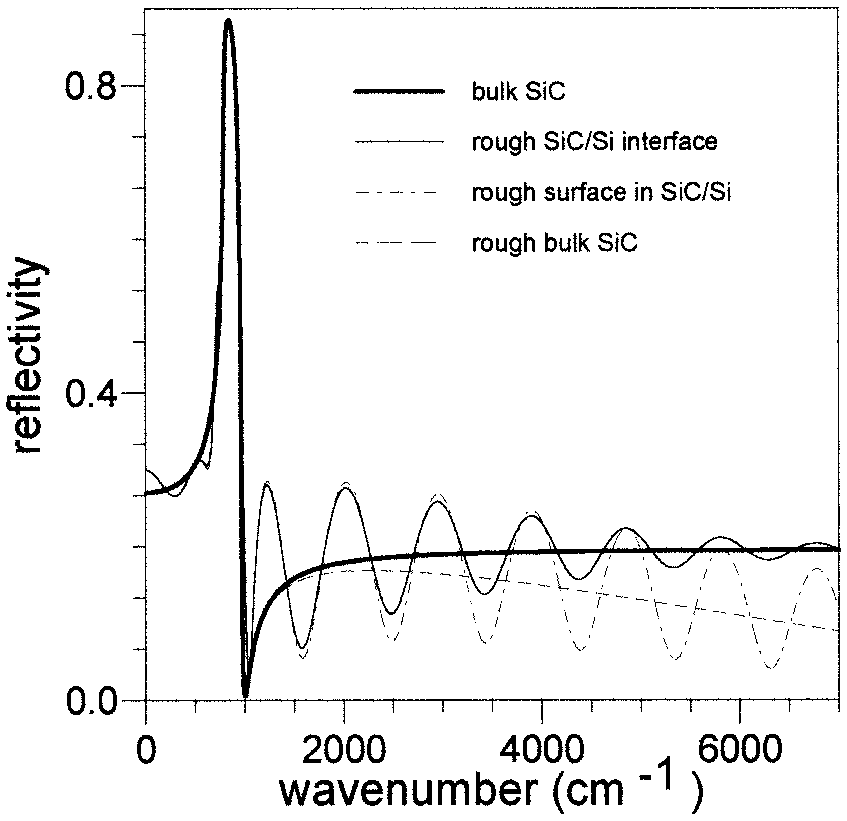 0.8
bulk SiC
rough SiC/Si interface
rough surface in SiC/Si
rough bulk SiC
reflectivity
0.4
0.0
0 2000 4000 6000
wavenumber (cm -1 )